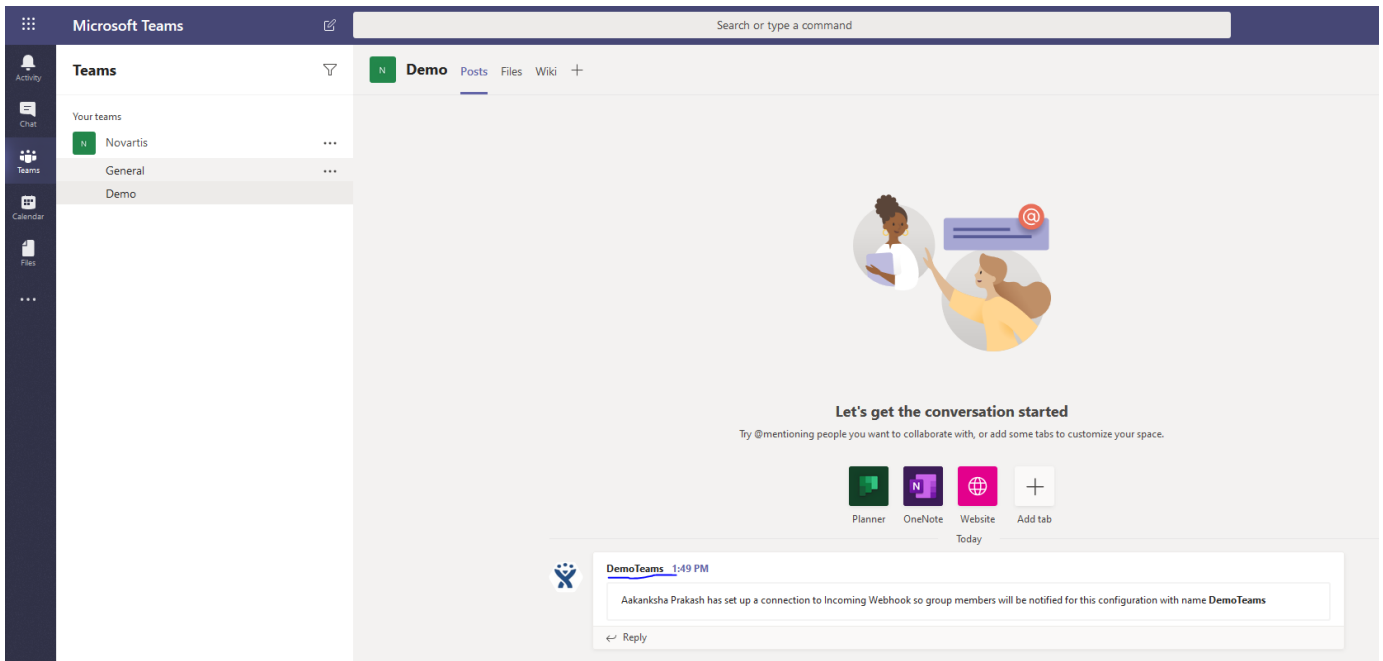 Microsoft Teams
Search or type a command
Activity
Chat
Teams
Calendar
Files
Teams
Your teams
N Novartis
General
Demo
N Demo Posts Files Wiki
@
Let's get the conversation started
Try @mentioning people you want to collaborate with, or add some tabs to customize your space.
N
Planner OneNote Website Add tab
Today
DemoTeams 1:49 PM
Aakanksha Prakash has set up a connection to Incoming Webhook so group members will be notified for this configuration with name DemoTeams
Reply